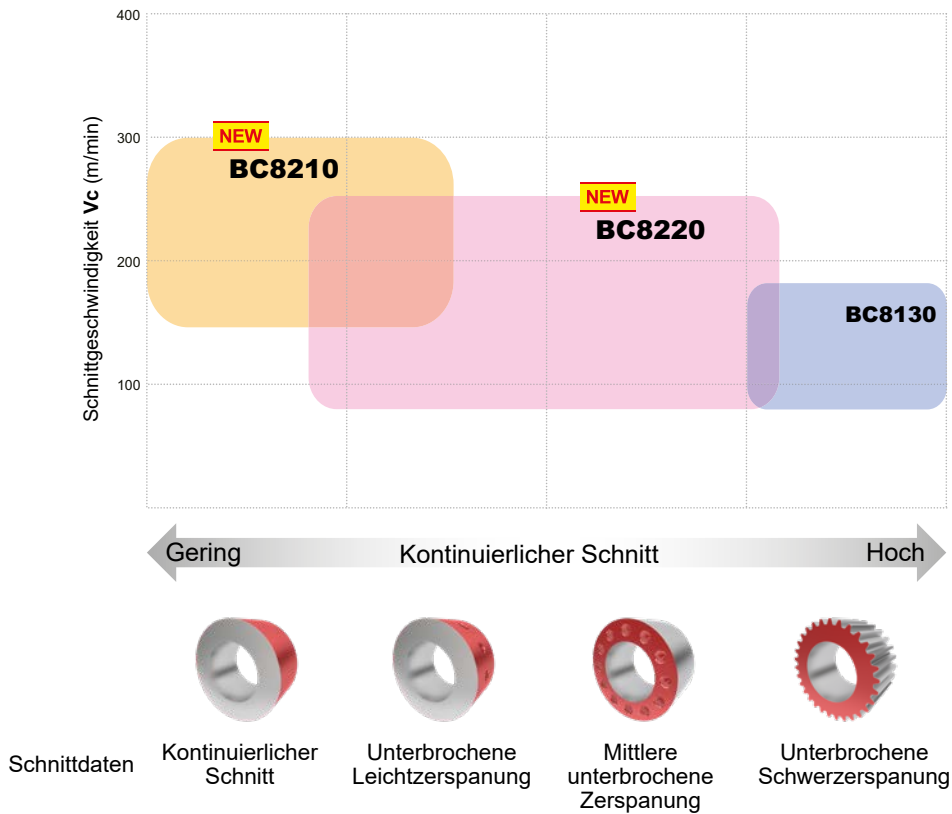 400
300
200
100
Schnittgeschwindigkeit Vc (m/min)
NEW
BC8210
NEW
BC8220
BC8130
Gering Kontinuierlicher Schnitt Hoch
Schnittdaten
Kontinuierlicher
Schnitt
Unterbrochene
Leichtzerspanung
Mittlere
unterbrochene
Zerspanung
Unterbrochene
Schwerzerspanung